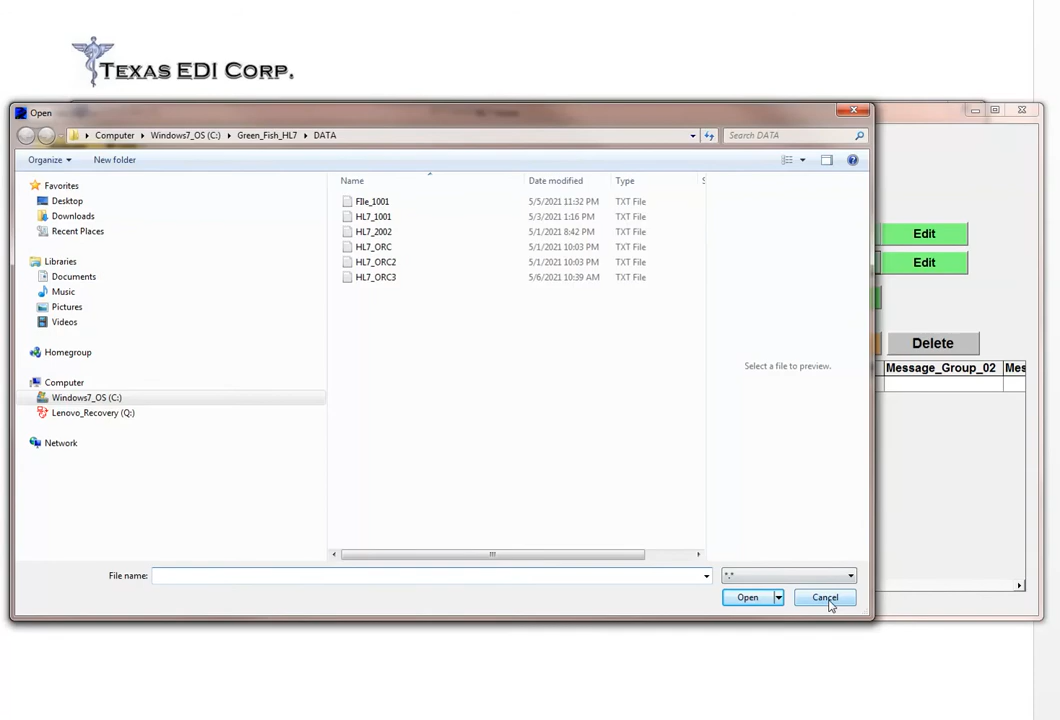 TEXAS EDI CORP.
Open
Computer Windows7_OS (C:) Green_Fish_HL7 DATA
Search DATA
Organize New folder
Name Date modified Type
Favorites
Desktop
Downloads
Recent Places
Libraries
Documents
Music
Pictures
Videos
Homegroup
Computer
Windows7_OS (C:)
Lenovo_Recovery (Q:)
Network
FIle_1001 5/5/2021 11:32 PM TXT File
HL7_1001 5/3/2021 1:16 PM TXT File
HL7_2002 5/1/2021 8:42 PM TXT File
HL7_ORC 5/1/2021 10:03 PM TXT File
HL7_ORC2 5/1/2021 10:03 PM TXT File
HL7_ORC3 5/6/2021 10:39 AM TXT File
Select a file to preview.
File name:
*.*
Open Cancel
Edit
Edit
Delete
Message_Group_02 Mes